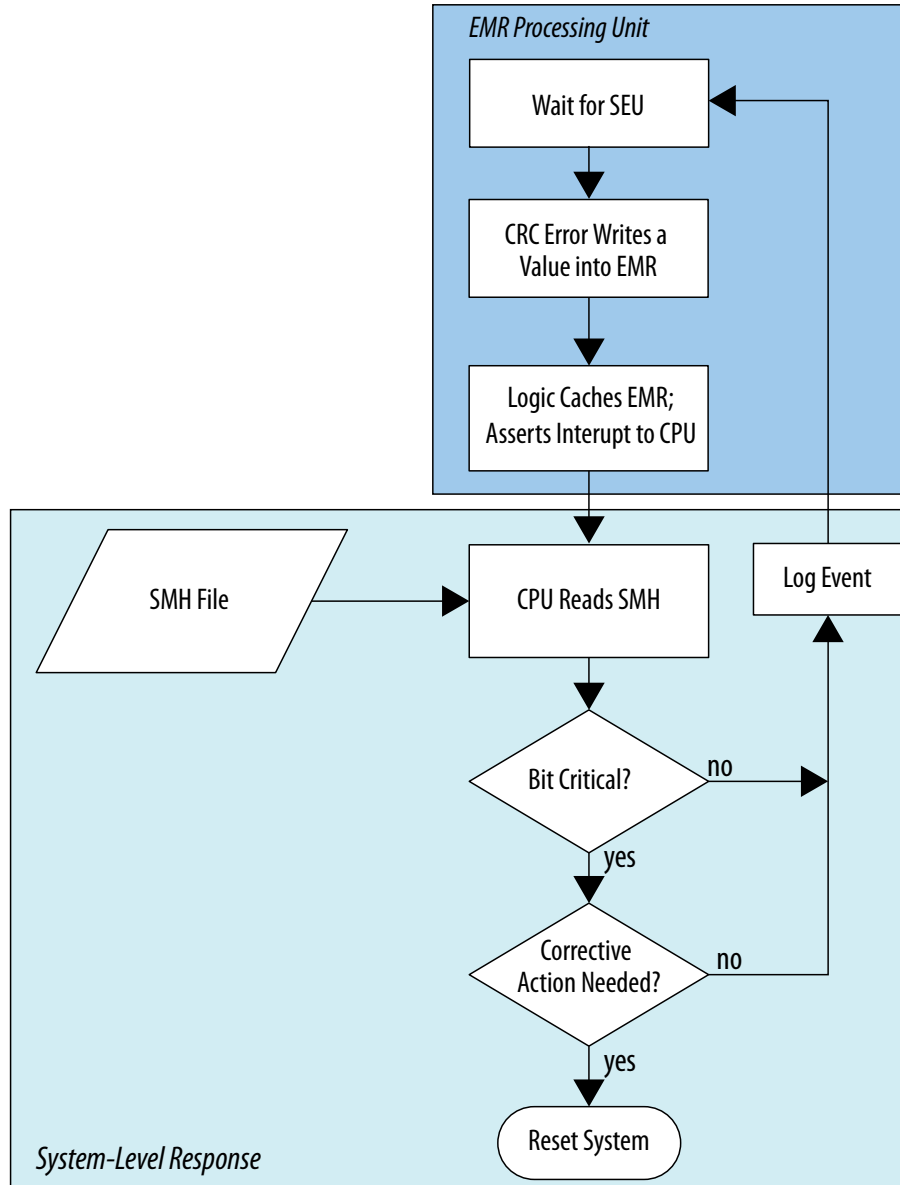 EMR Processing Unit
Wait for SEU
CRC Error Writes a
Value into EMR
Logic Caches EMR;
Asserts Interupt to CPU
SMH File
CPU Reads SMH
Log Event
Bit Critical?
no
yes
Corrective
Action Needed?
no
yes
Reset System
System-Level Response